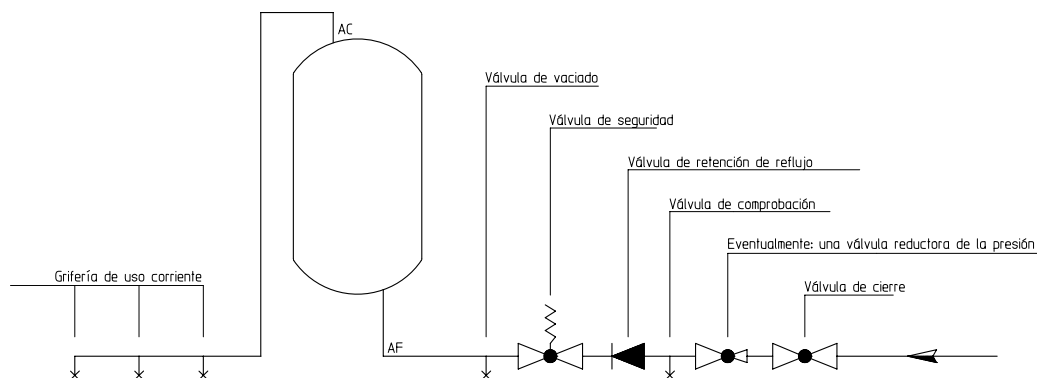 AC
Válvula de vaciado
Válvula de seguridad
Válvula de retención de reflujo
Válvula de comprobación
Eventualmente: una válvula reductora de la presión
Grifería de uso corriente
Válvula de cierre
AF